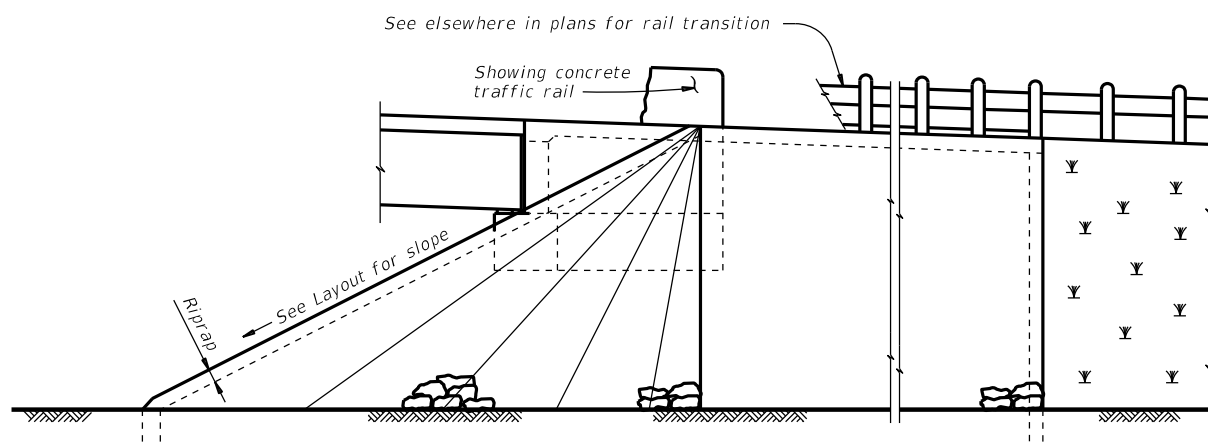 See elsewhere in plans for rail transition
Showing concrete
traffic rail
See Layout for slope
Riprap